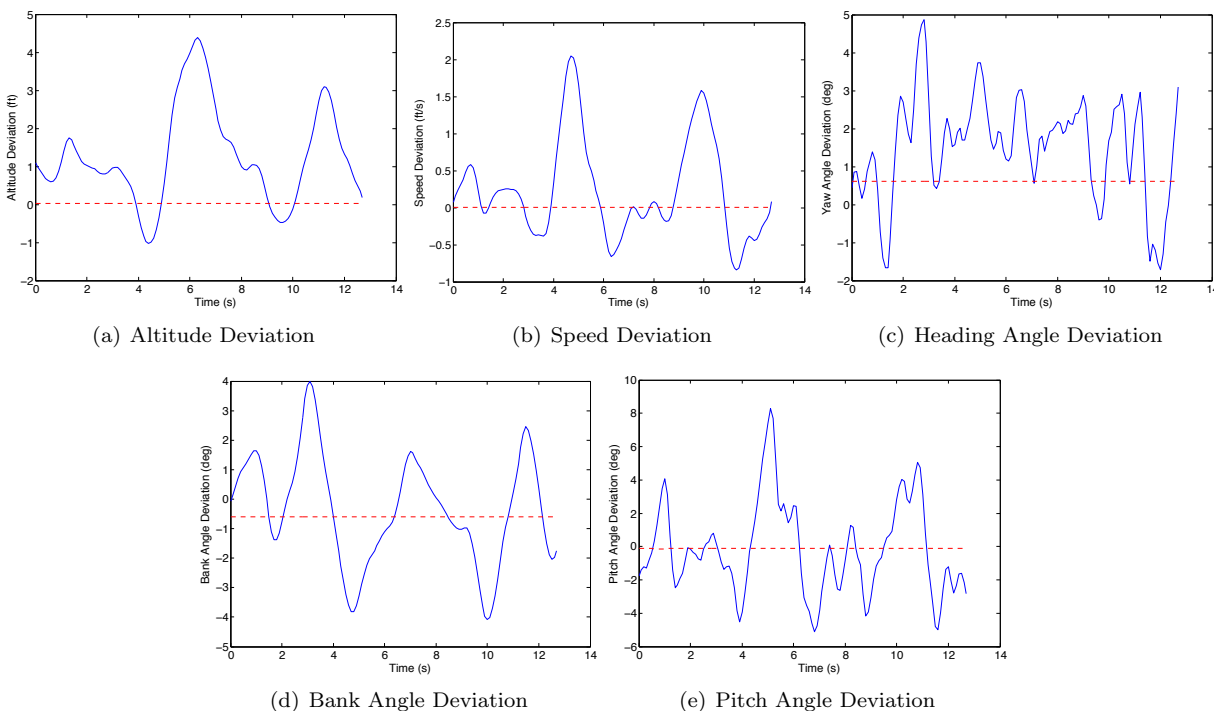 5
4
3
2
1
0
−1
−2
0 2 4 6 8 10 12 14
Altitude Deviation (ft)
Time (s)
(a) Altitude Deviation
2.5
2
1.5
1
0.5
0
−0.5
−1
0 2 4 6 8 10 12 14
Speed Deviation (ft/s)
Time (s)
(b) Speed Deviation
5
4
3
2
1
0
−1
−2
0 2 4 6 8 10 12 14
Yaw Angle Deviation (deg)
Time (s)
(c) Heading Angle Deviation
4
3
2
1
0
−1
−2
−3
−4
−5
0 2 4 6 8 10 12 14
Bank Angle Deviation (deg)
Time (s)
(d) Bank Angle Deviation
10
8
6
4
2
0
−2
−4
−6
0 2 4 6 8 10 12 14
Pitch Angle Deviation (deg)
Time (s)
(e) Pitch Angle Deviation